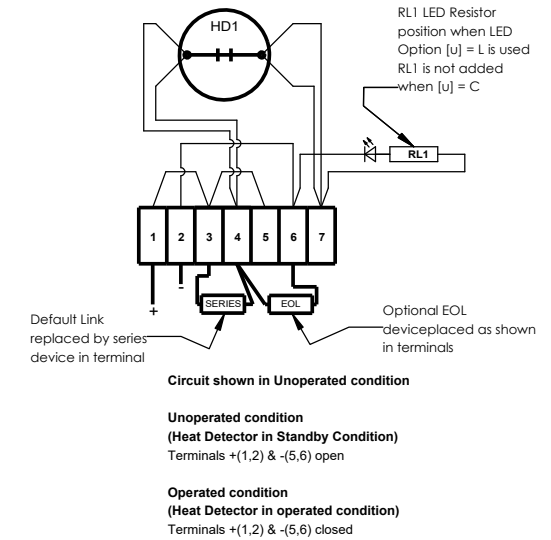 HD1
RL1 LED Resistor
position when LED
Option [u] = L is used
RL1 is not added
when [u] = C
RL1
1 2 3 4 5 6 7
+ -
SERIES EOL
Default Link
replaced by series
device in terminal
Optional EOL
deviceplaced as shown
in terminals
Circuit shown in Unoperated condition
Unoperated condition
(Heat Detector in Standby Condition)
Terminals +(1,2) & -(5,6) open
Operated condition
(Heat Detector in operated condition)
Terminals +(1,2) & -(5,6) closed